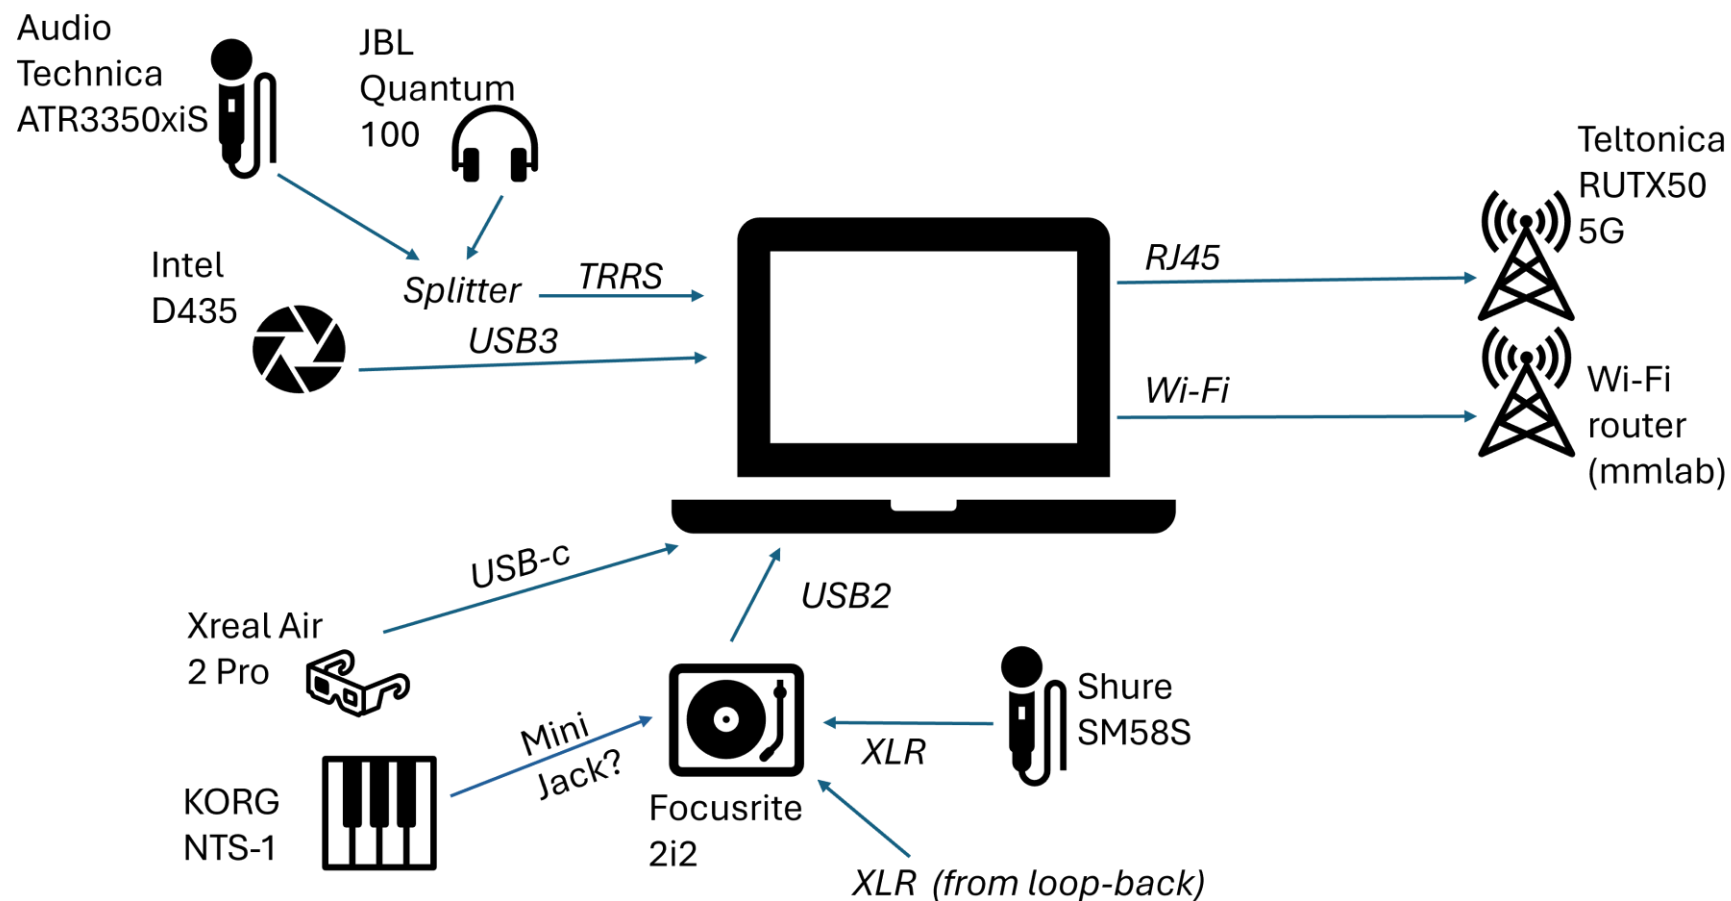 Audio
Technica
ATR3350xiS
JBL
Quantum
100
Teltonica
RUTX50
5G
Intel
D435
Splitter
TRRS
USB3
RJ45
Wi-Fi
Wi-Fi
router
(mmlab)
USB-c
USB2
Xreal Air
2 Pro
Mini
Jack?
XLR
Shure
SM58S
KORG
NTS-1
Focusrite
2i2
XLR (from loop-back)